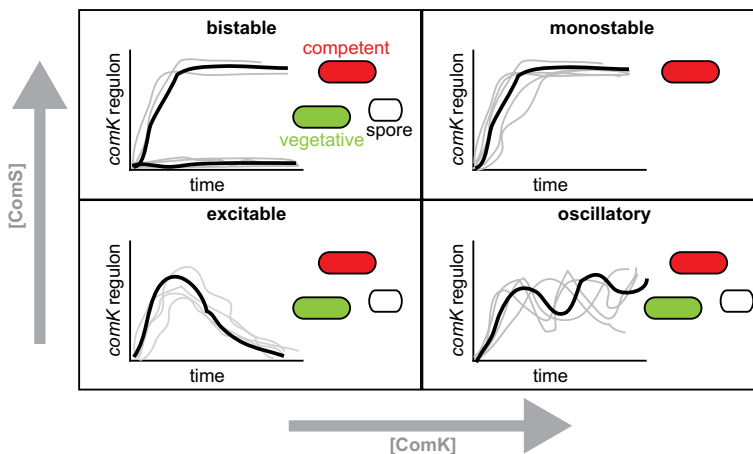 bistable
competent
vegetative
spore
comK regulon
time
monostable
comK regulon
time
excitable
comK regulon
time
oscillatory
comK regulon
time
[ComS]
[ComK]